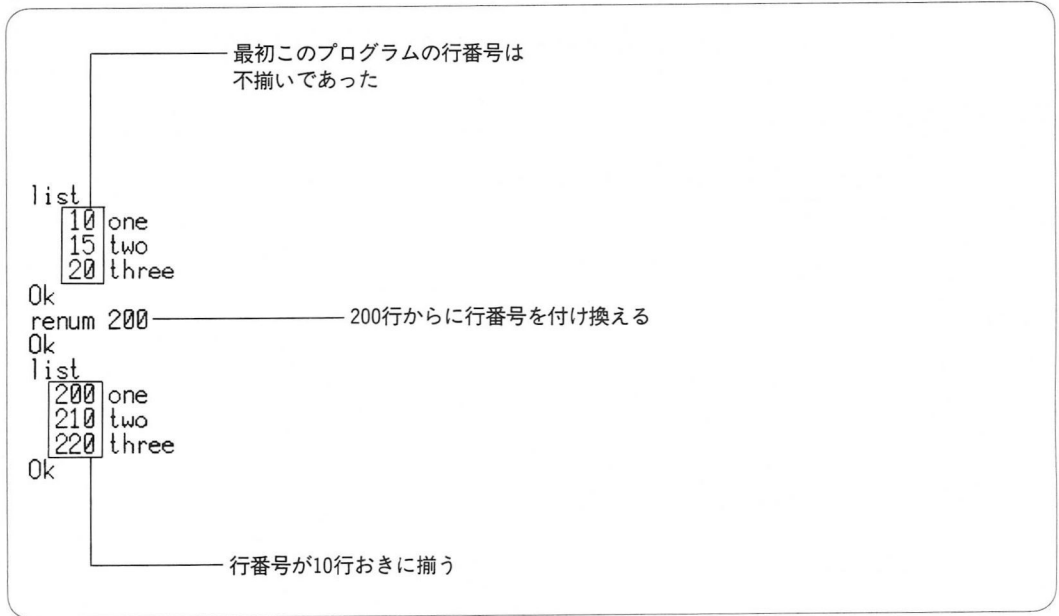 最初このプログラムの行番号は
不揃いであった
list
10 one
15 two
20 three
Ok
renum 200 200行からに行番号を付け換える
Ok
list
200 one
210 two
220 three
Ok
行番号が10行おきに揃う